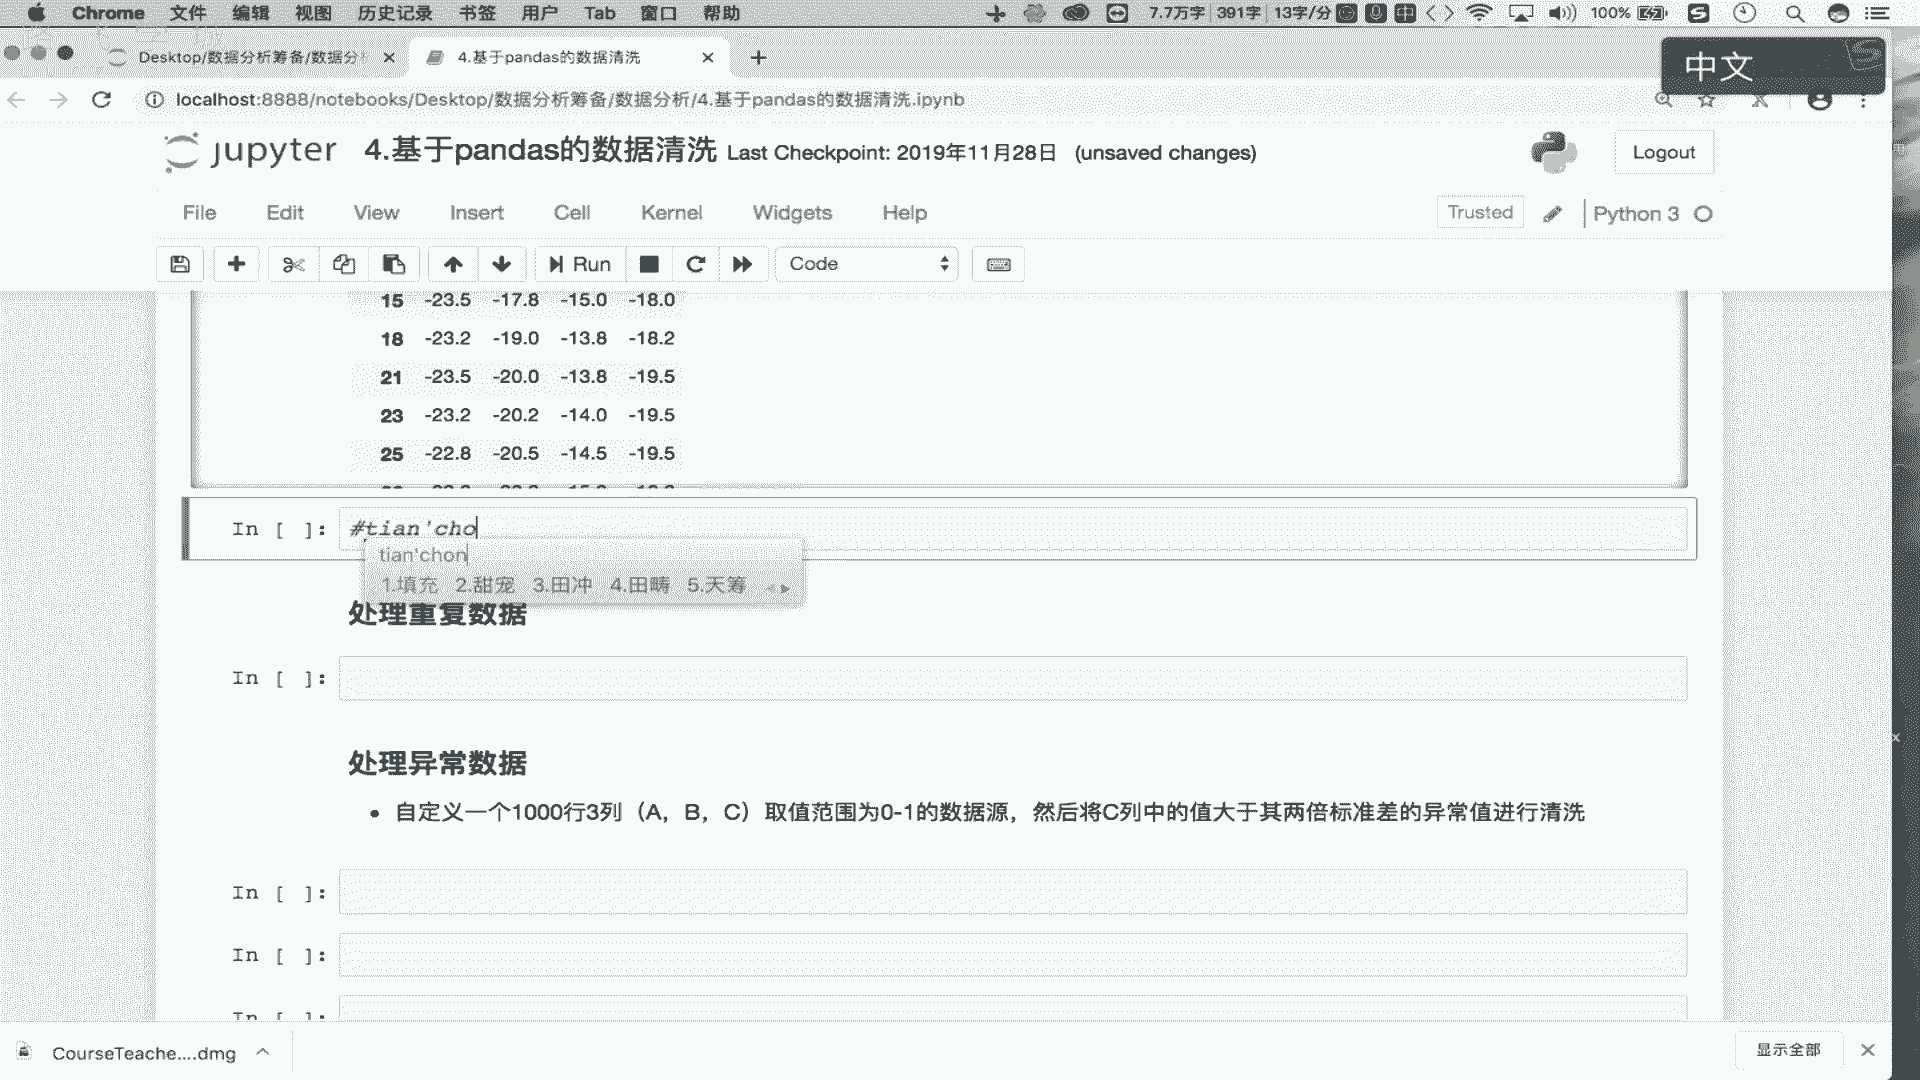 Chrome 文件 编辑 视图 历史记录 书签 用户 Tab 窗口 帮助 7.7万字 391字 13字/分 中 100%
Desktop/数据分析筹备/数据分析 4.基于pandas的数据清洗
中文
localhost:8888/notebooks/Desktop/数据分析筹备/数据分析/4.基于pandas的数据清洗.ipynb
jupyter 4.基于pandas的数据清洗 Last Checkpoint: 2019年11月28日 (unsaved changes) Logout
File Edit View Insert Cell Kernel Widgets Help Trusted Python 3
Run Code
15 -23.5 -17.8 -15.0 -18.0
18 -23.2 -19.0 -13.8 -18.2
21 -23.5 -20.0 -13.8 -19.5
23 -23.2 -20.2 -14.0 -19.5
25 -22.8 -20.5 -14.5 -19.5
In [ ]: #tian'cho
tian'chon
1.填充 2.甜宠 3.田冲 4.田畴 5.天筹
处理重复数据
In [ ]:
处理异常数据
• 自定义一个1000行3列（A，B，C）取值范围为0-1的数据源，然后将C列中的值大于其两倍标准差的异常值进行清洗
In [ ]:
In [ ]:
In [ ]:
CourseTeache....dmg 显示全部